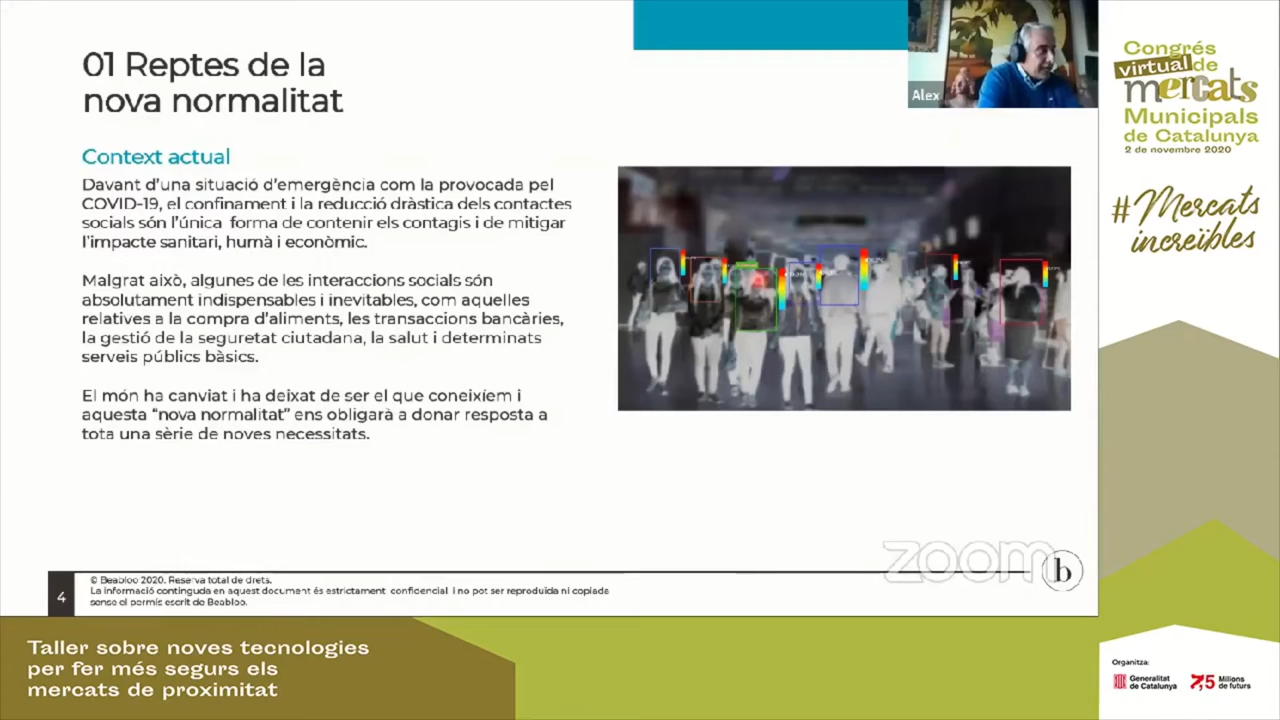 01 Reptes de la
nova normalitat
Context actual
Davant d'una situació d'emergència com la provocada pel
COVID-19, el confinament i la reducció dràstica dels contactes
socials són l'única forma de contenir els contagis i de mitigar
l'impacte sanitari, humà i econòmic.
Malgrat això, algunes de les interaccions socials són
absolutament indispensables i inevitables, com aquelles
relatives a la compra d'aliments, les transaccions bancàries,
la gestió de la seguretat ciutadana, la salut i determinats
serveis públics bàsics.
El món ha canviat i ha deixat de ser el que coneixíem i
aquesta "nova normalitat" ens obligarà a donar resposta a
tota una sèrie de noves necessitats.
Alex
zoom
b
4
© Beabloo 2020. Reserva total de drets.
La informació continguda en aquest document és estrictament confidencial i no pot ser reproduïda ni copiada
sense el permís escrit de Beabloo.
Taller sobre noves tecnologies
per fer més segurs els
mercats de proximitat
Congrés
virtual de
mercats
Municipals
de Catalunya
2 de novembre 2020
#Mercats
increïbles
Organitza:
Generalitat
de Catalunya
7,5 Milions
de futurs